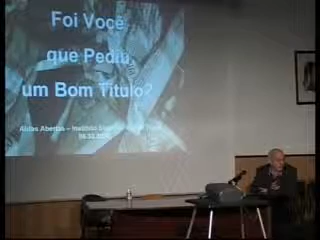 Foi Você
que Pediu
um Bom Título?
Aulas Abertas – Instituto